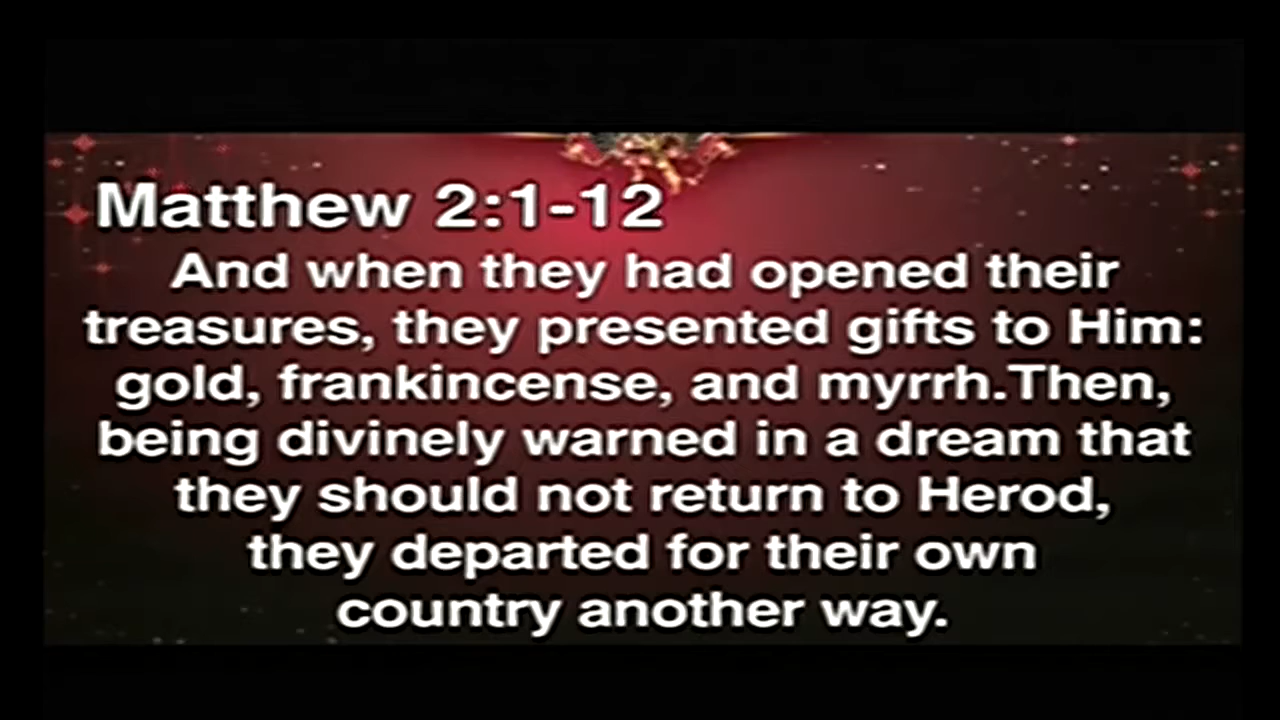 Matthew 2:1-12
And when they had opened their
treasures, they presented gifts to Him:
gold, frankincense, and myrrh.Then,
being divinely warned in a dream that
they should not return to Herod,
they departed for their own
country another way.